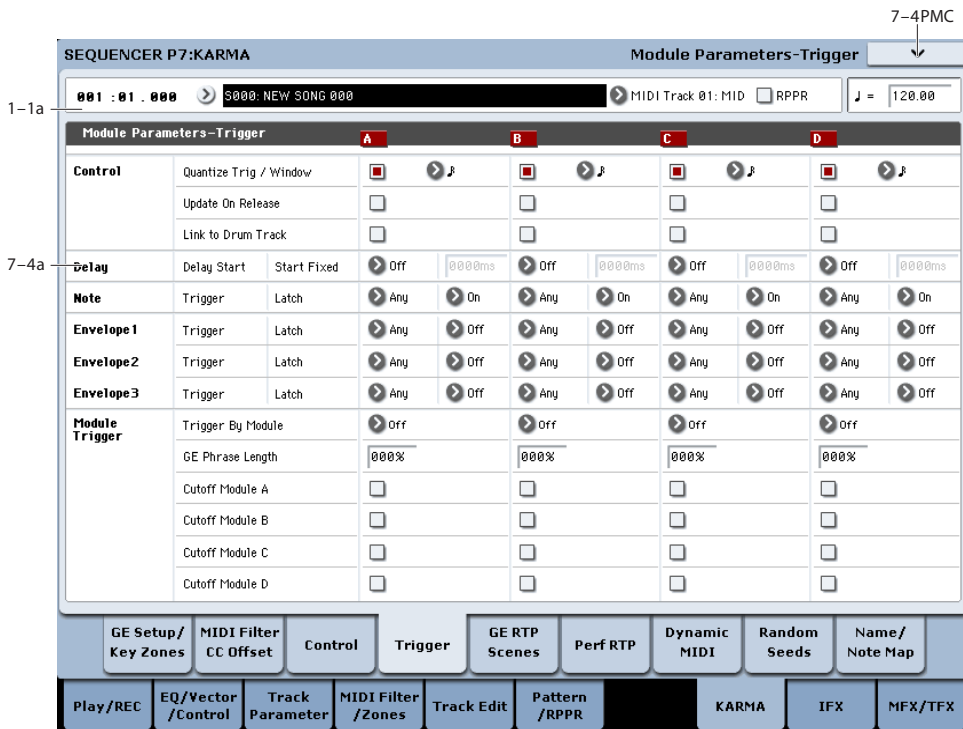 7–4PMC
SEQUENCER P7:KARMA Module Parameters-Trigger
1–1a
001 :01 . 000 S000: NEW SONG 000 MIDI Track 01: MID RPPR ♩ = 120.00
Module Parameters-Trigger A B C D
Control Quantize Trig / Window
Update On Release
Link to Drum Track
7–4a
Delay Delay Start Start Fixed Off 0000ms Off 0000ms Off 0000ms Off 0000ms
Note Trigger Latch Any On Any On Any On Any On
Envelope1 Trigger Latch Any Off Any Off Any Off Any Off
Envelope2 Trigger Latch Any Off Any Off Any Off Any Off
Envelope3 Trigger Latch Any Off Any Off Any Off Any Off
Module Trigger By Module Off Off Off Off
Trigger
GE Phrase Length 000% 000% 000% 000%
Cutoff Module A
Cutoff Module B
Cutoff Module C
Cutoff Module D
GE Setup/ MIDI Filter Control Trigger GE RTP Perf RTP Dynamic Random Name/
Key Zones CC Offset Scenes MIDI Seeds Note Map
Play/REC EQ/Vector Track MIDI Filter Track Edit Pattern KARMA IFX MFX/TFX
/Control Parameter /Zones /RPPR